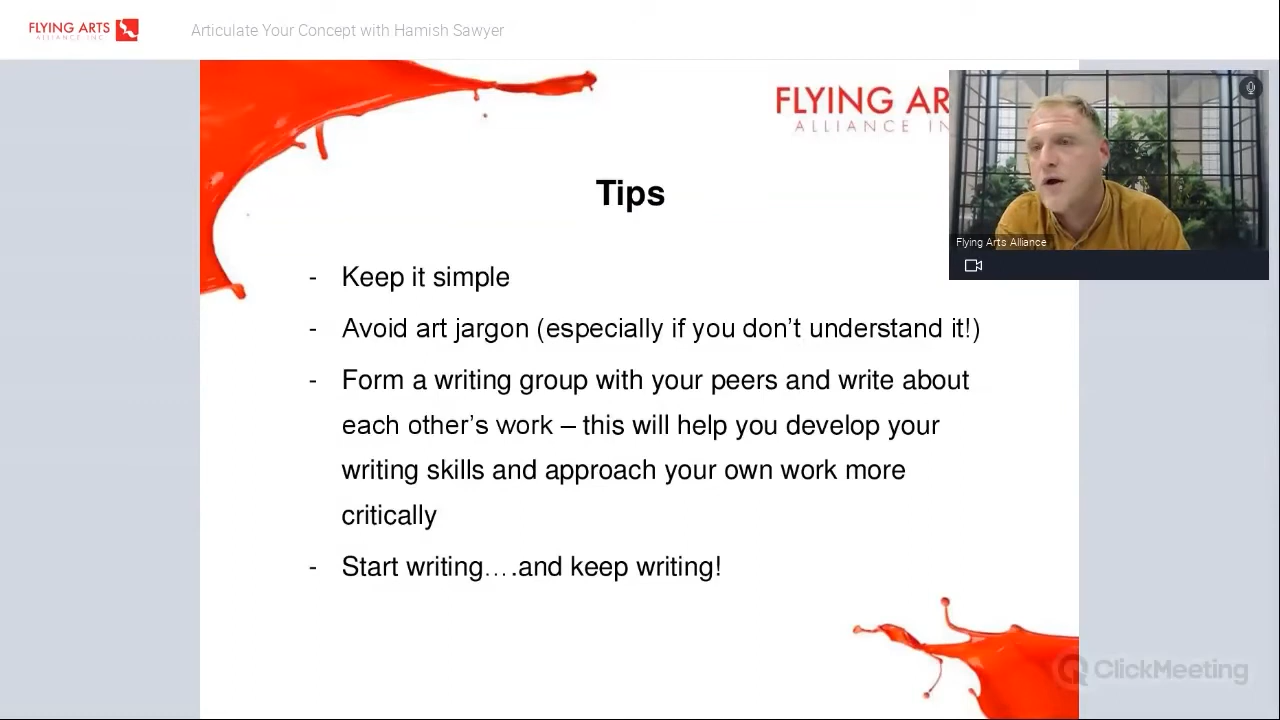 FLYING ARTS
ALLIANCE INC
Articulate Your Concept with Hamish Sawyer
FLYING AR
ALLIANCE IN
Flying Arts Alliance
Tips
- Keep it simple
- Avoid art jargon (especially if you don’t understand it!)
- Form a writing group with your peers and write about
each other’s work – this will help you develop your
writing skills and approach your own work more
critically
- Start writing….and keep writing!
ClickMeeting